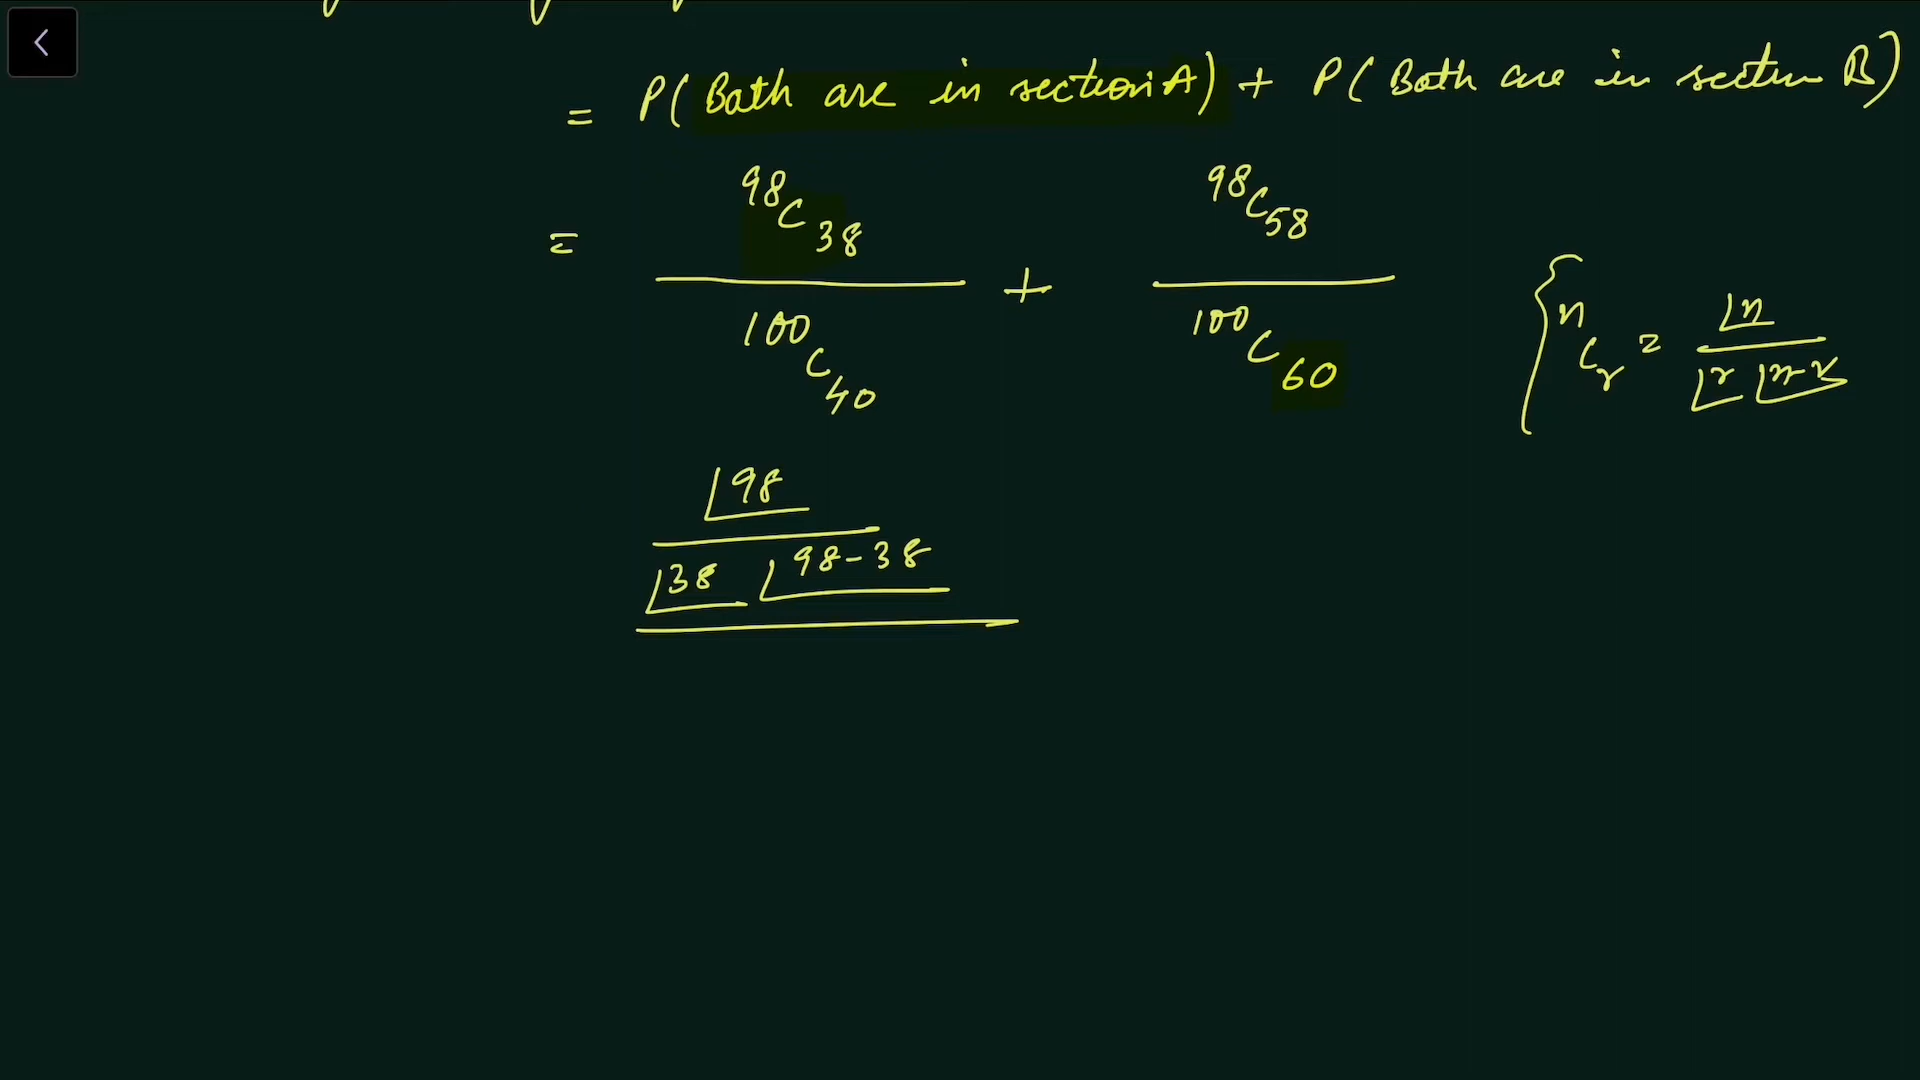 = P( Both are in section A) + P( Both are in section B)
= ⁹⁸C₃₈ / ¹⁰⁰C₄₀ + ⁹⁸C₅₈ / ¹⁰⁰C₆₀
{ ⁿCᵣ = ⌊n / ⌊r ⌊n-r
⌊98
⌊38 ⌊98-38